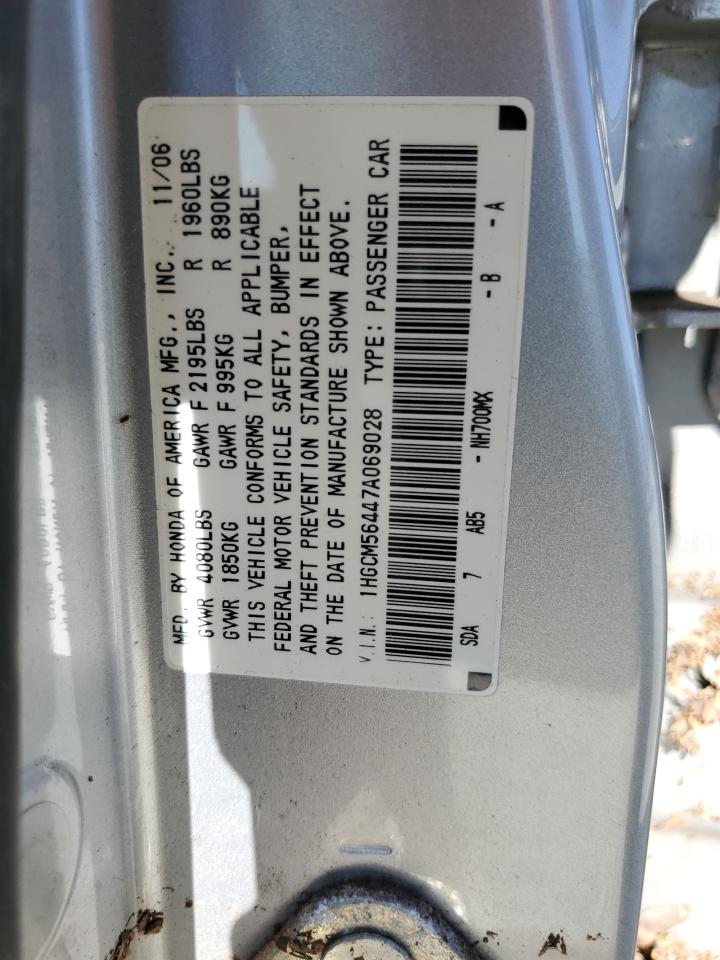 MFD. BY HONDA OF AMERICA MFG., INC. 11/06
GVWR 4080LBS GAWR F 2195LBS R 1960LBS
GVWR 1850KG GAWR F 995KG R 890KG
THIS VEHICLE CONFORMS TO ALL APPLICABLE
FEDERAL MOTOR VEHICLE SAFETY, BUMPER,
AND THEFT PREVENTION STANDARDS IN EFFECT
ON THE DATE OF MANUFACTURE SHOWN ABOVE.
V.I.N.: 1HGCM56447A069028 TYPE: PASSENGER CAR
SDA 7 AB5 - NH700MX - B - A